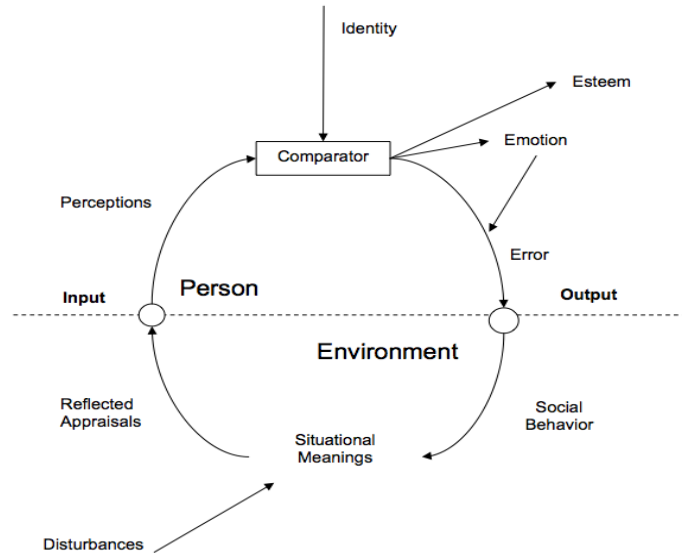 Identity
Esteem
Comparator
Emotion
Perceptions
Error
Person
Input
Output
Environment
Reflected
Appraisals
Social
Behavior
Situational
Meanings
Disturbances